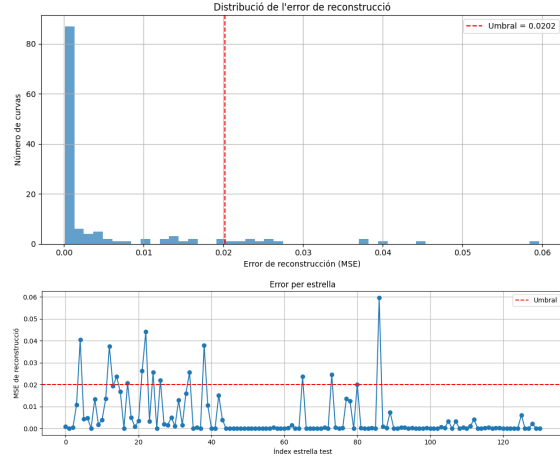 Distribució de l'error de reconstrucció
Umbral = 0.0202
Número de curvas
80
60
40
20
0
0.00 0.01 0.02 0.03 0.04 0.05 0.06
Error de reconstrucción (MSE)
Error per estrella
Umbral
MSE de reconstrucció
0.06
0.05
0.04
0.03
0.02
0.01
0.00
0 20 40 60 80 100 120
Índex estrella test